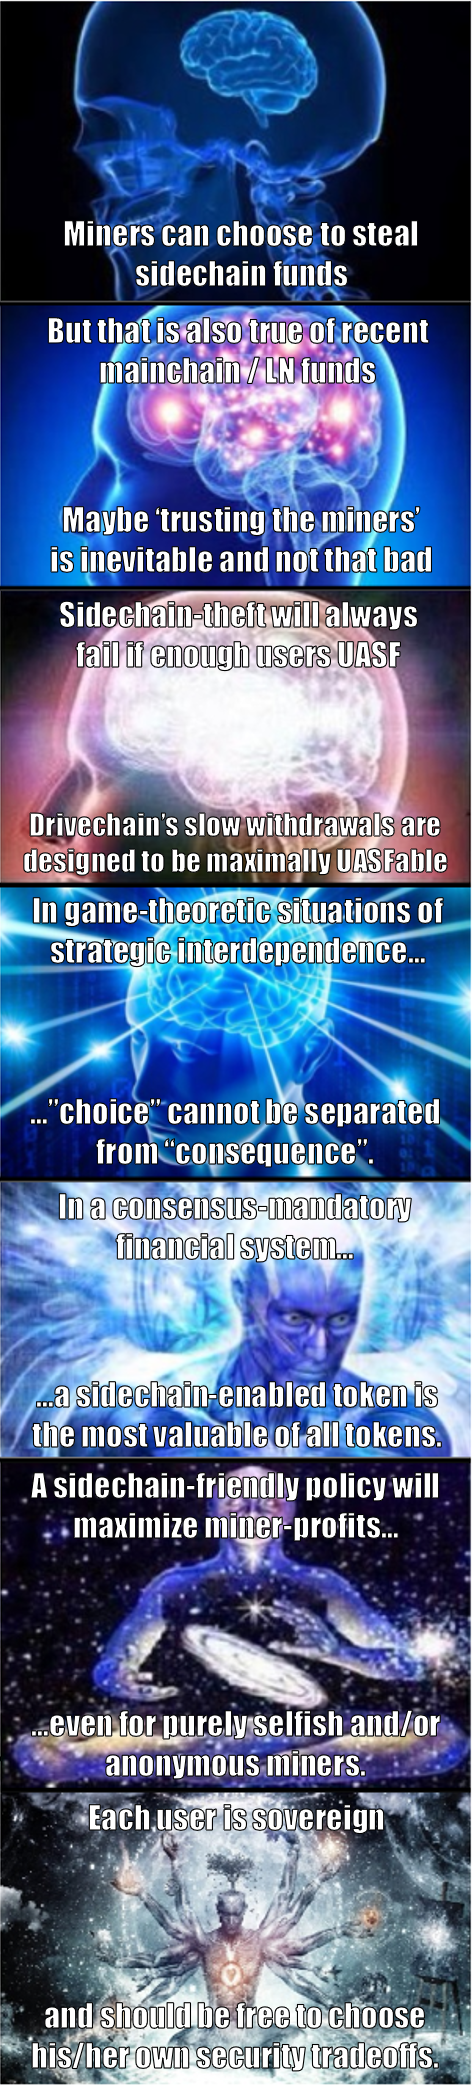 Miners can choose to steal
sidechain funds
But that is also true of recent
mainchain / LN funds
Maybe ‘trusting the miners’
is inevitable and not that bad
Sidechain-theft will always
fail if enough users UASF
Drivechain’s slow withdrawals are
designed to be maximally UASFable
In game-theoretic situations of
strategic interdependence...
...”choice” cannot be separated
from “consequence”.
In a consensus-mandatory
financial system...
...a sidechain-enabled token is
the most valuable of all tokens.
A sidechain-friendly policy will
maximize miner-profits...
...even for purely selfish and/or
anonymous miners.
Each user is sovereign
and should be free to choose
his/her own security tradeoffs.